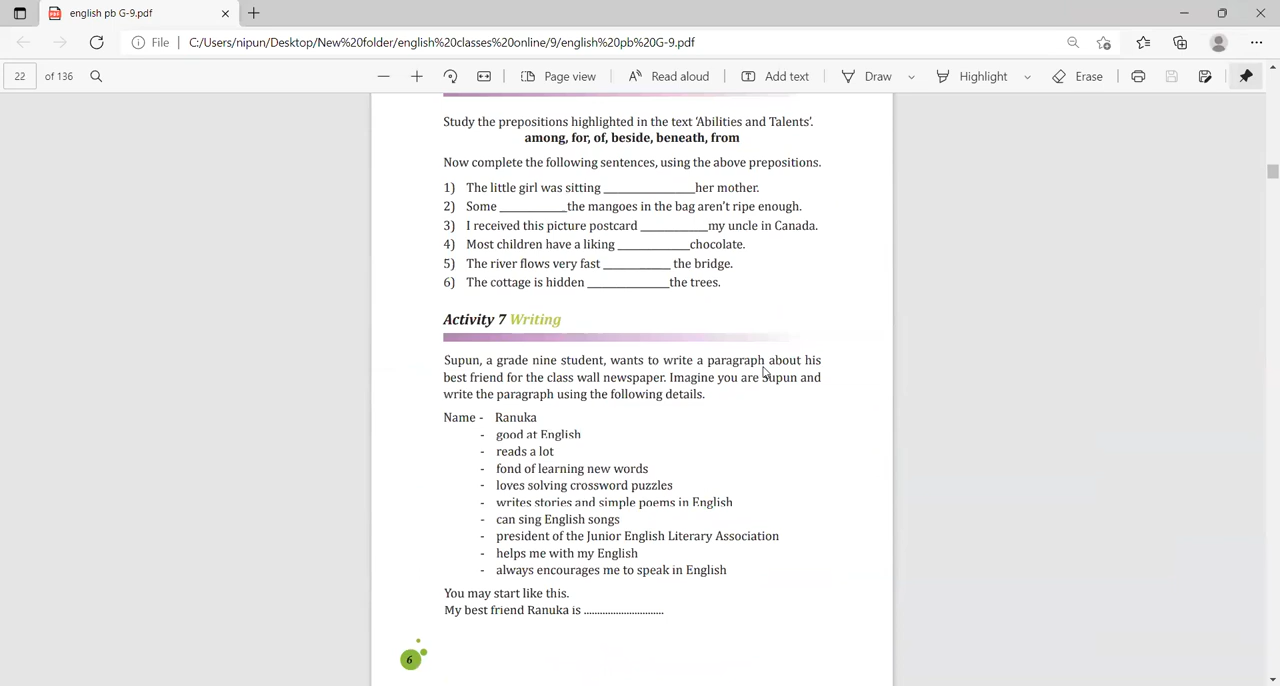 english pb G-9.pdf
File
C:/Users/nipun/Desktop/New%20folder/english%20classes%20online/9/english%20pb%20G-9.pdf
22 of 136
Page view
Read aloud
Add text
Draw
Highlight
Erase
Study the prepositions highlighted in the text ‘Abilities and Talents’.
among, for, of, beside, beneath, from
Now complete the following sentences, using the above prepositions.
1) The little girl was sitting ________________her mother.
2) Some ____________the mangoes in the bag aren’t ripe enough.
3) I received this picture postcard ____________my uncle in Canada.
4) Most children have a liking _____________chocolate.
5) The river flows very fast ____________ the bridge.
6) The cottage is hidden _______________the trees.
Activity 7 Writing
Supun, a grade nine student, wants to write a paragraph about his
best friend for the class wall newspaper. Imagine you are Supun and
write the paragraph using the following details.
Name - Ranuka
- good at English
- reads a lot
- fond of learning new words
- loves solving crossword puzzles
- writes stories and simple poems in English
- can sing English songs
- president of the Junior English Literary Association
- helps me with my English
- always encourages me to speak in English
You may start like this.
My best friend Ranuka is .............................
6